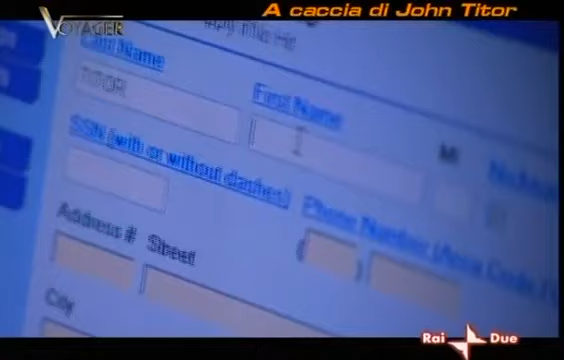 VOYAGER
A caccia di John Titor
Last Name
TITOR
First Name
MI
SSN (with or without dashes)
Phone Number (Area Code
Address # Street
City
Rai Due